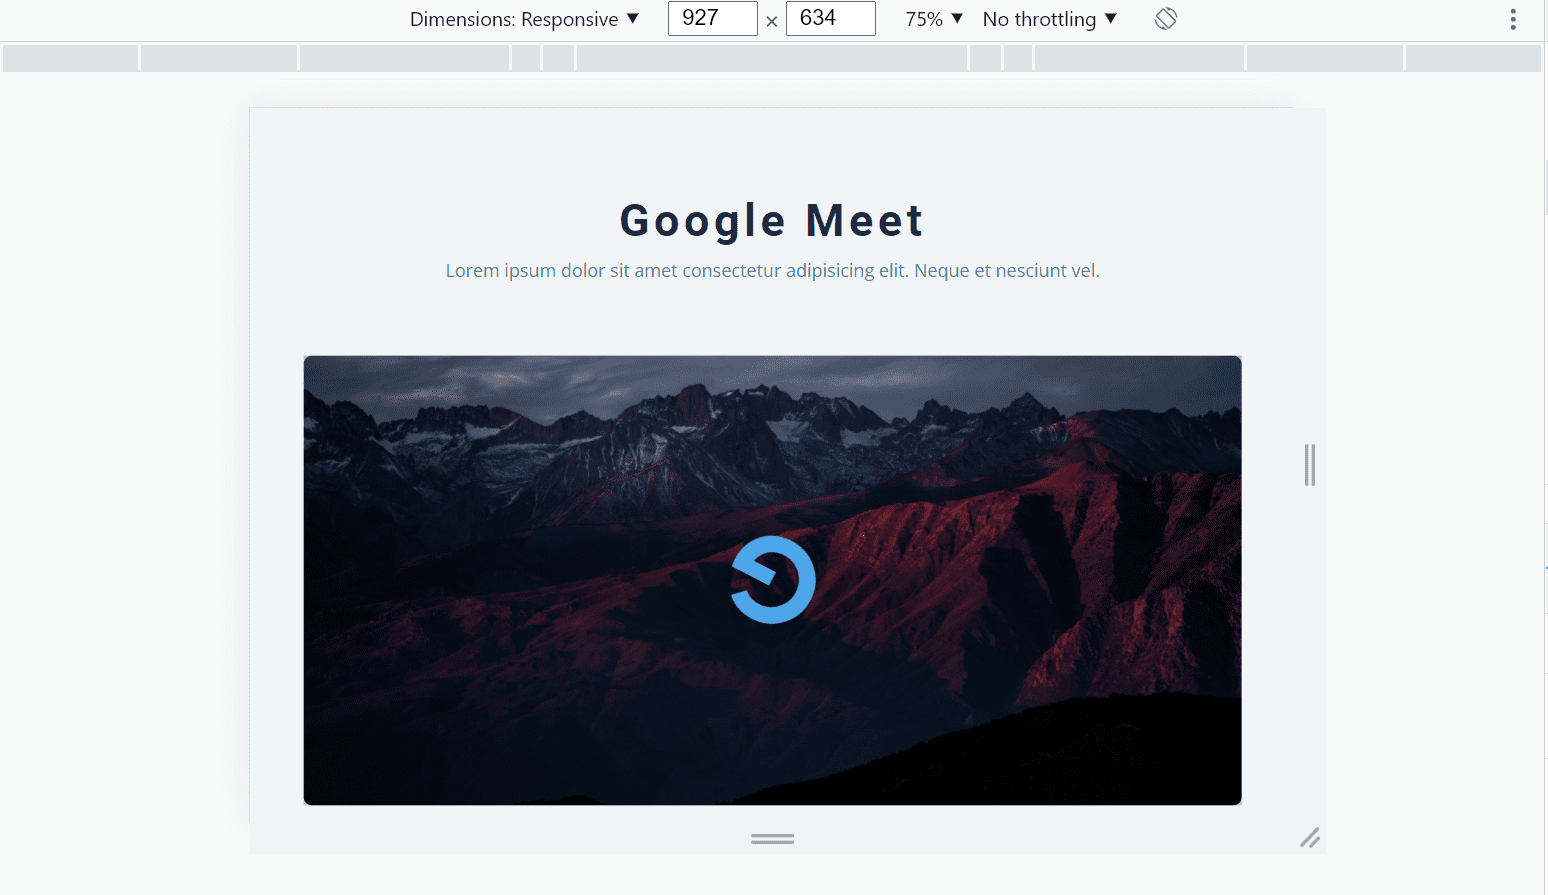 Dimensions: Responsive ▼ 927 × 634 75% ▼ No throttling ▼
Google Meet
Lorem ipsum dolor sit amet consectetur adipisicing elit. Neque et nesciunt vel.